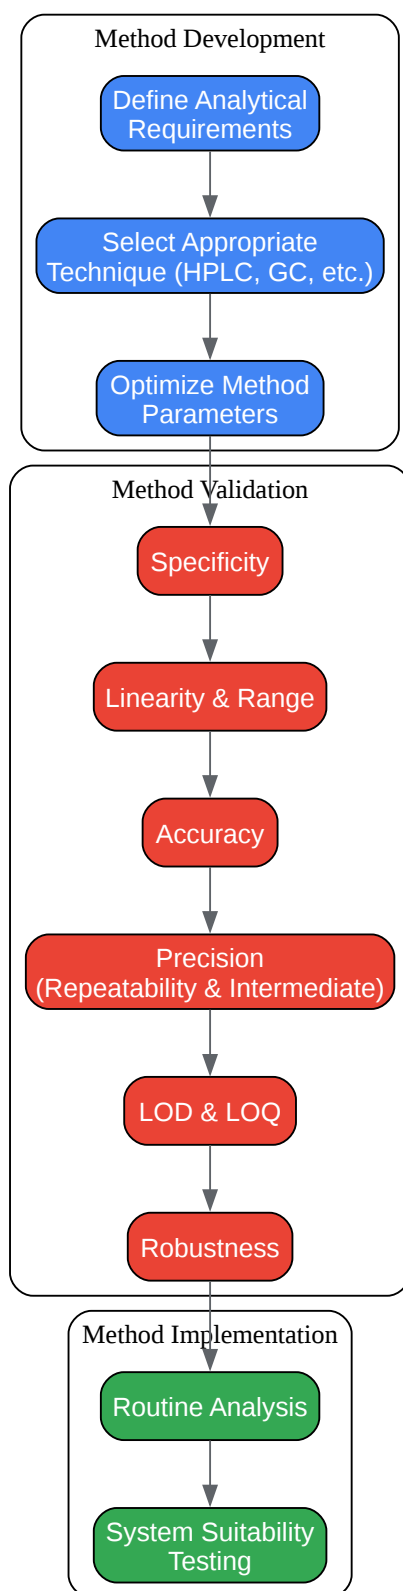 Method Development
Define Analytical
Requirements
Select Appropriate
Technique (HPLC, GC, etc.)
Optimize Method
Parameters
Method Validation
Specificity
Linearity & Range
Accuracy
Precision
(Repeatability & Intermediate)
LOD & LOQ
Robustness
Method Implementation
Routine Analysis
System Suitability
Testing